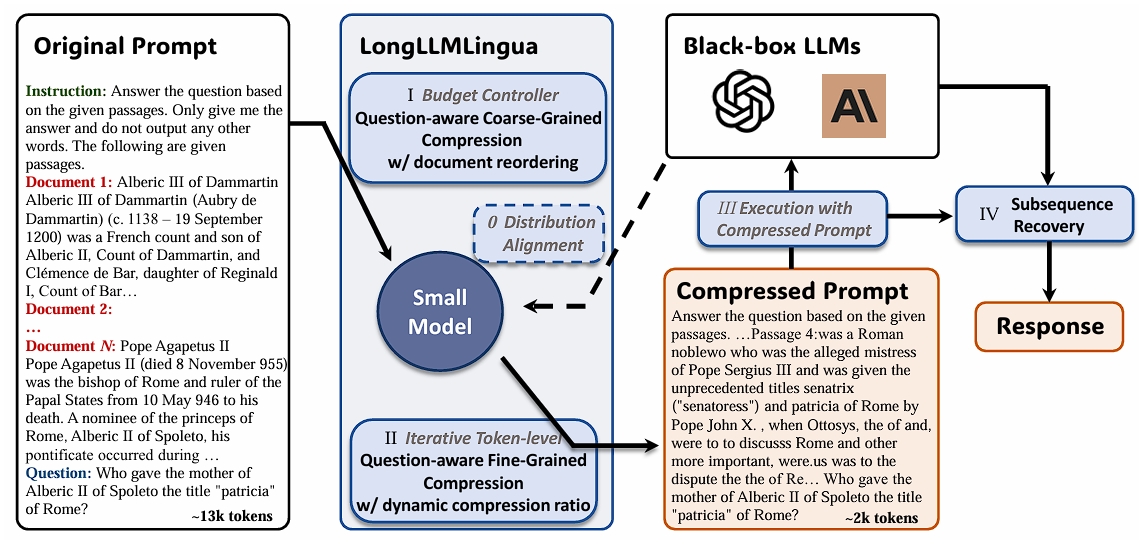 Original Prompt
Instruction: Answer the question based
on the given passages. Only give me the
answer and do not output any other
words. The following are given
passages.
Document 1: Alberic III of Dammartin
Alberic III of Dammartin (Aubry de
Dammartin) (c. 1138 – 19 September
1200) was a French count and son of
Alberic II, Count of Dammartin, and
Clémence de Bar, daughter of Reginald
I, Count of Bar…
Document 2:
…
Document N: Pope Agapetus II
Pope Agapetus II (died 8 November 955)
was the bishop of Rome and ruler of the
Papal States from 10 May 946 to his
death. A nominee of the princeps of
Rome, Alberic II of Spoleto, his
pontificate occurred during …
Question: Who gave the mother of
Alberic II of Spoleto the title "patricia"
of Rome?
~13k tokens
LongLLMLingua
I Budget Controller
Question-aware Coarse-Grained
Compression
w/ document reordering
0 Distribution
Alignment
Small
Model
II Iterative Token-level
Question-aware Fine-Grained
Compression
w/ dynamic compression ratio
Black-box LLMs
III Execution with
Compressed Prompt
Compressed Prompt
Answer the question based on the given
passages. …Passage 4:was a Roman
noblewo who was the alleged mistress
of Pope Sergius III and was given the
unprecedented titles senatrix
("senatoress") and patricia of Rome by
Pope John X. , when Ottosys, the of and,
were to to discusss Rome and other
more important, were.us was to the
dispute the the of Re… Who gave the
mother of Alberic II of Spoleto the title
"patricia" of Rome?
~2k tokens
IV Subsequence
Recovery
Response